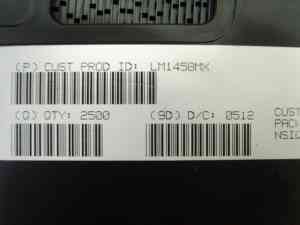 (P) CUST PROD ID: LM1458MX
(Q) QTY: 2500 (9D) D/C: 0512
CUST
PAC
NSID